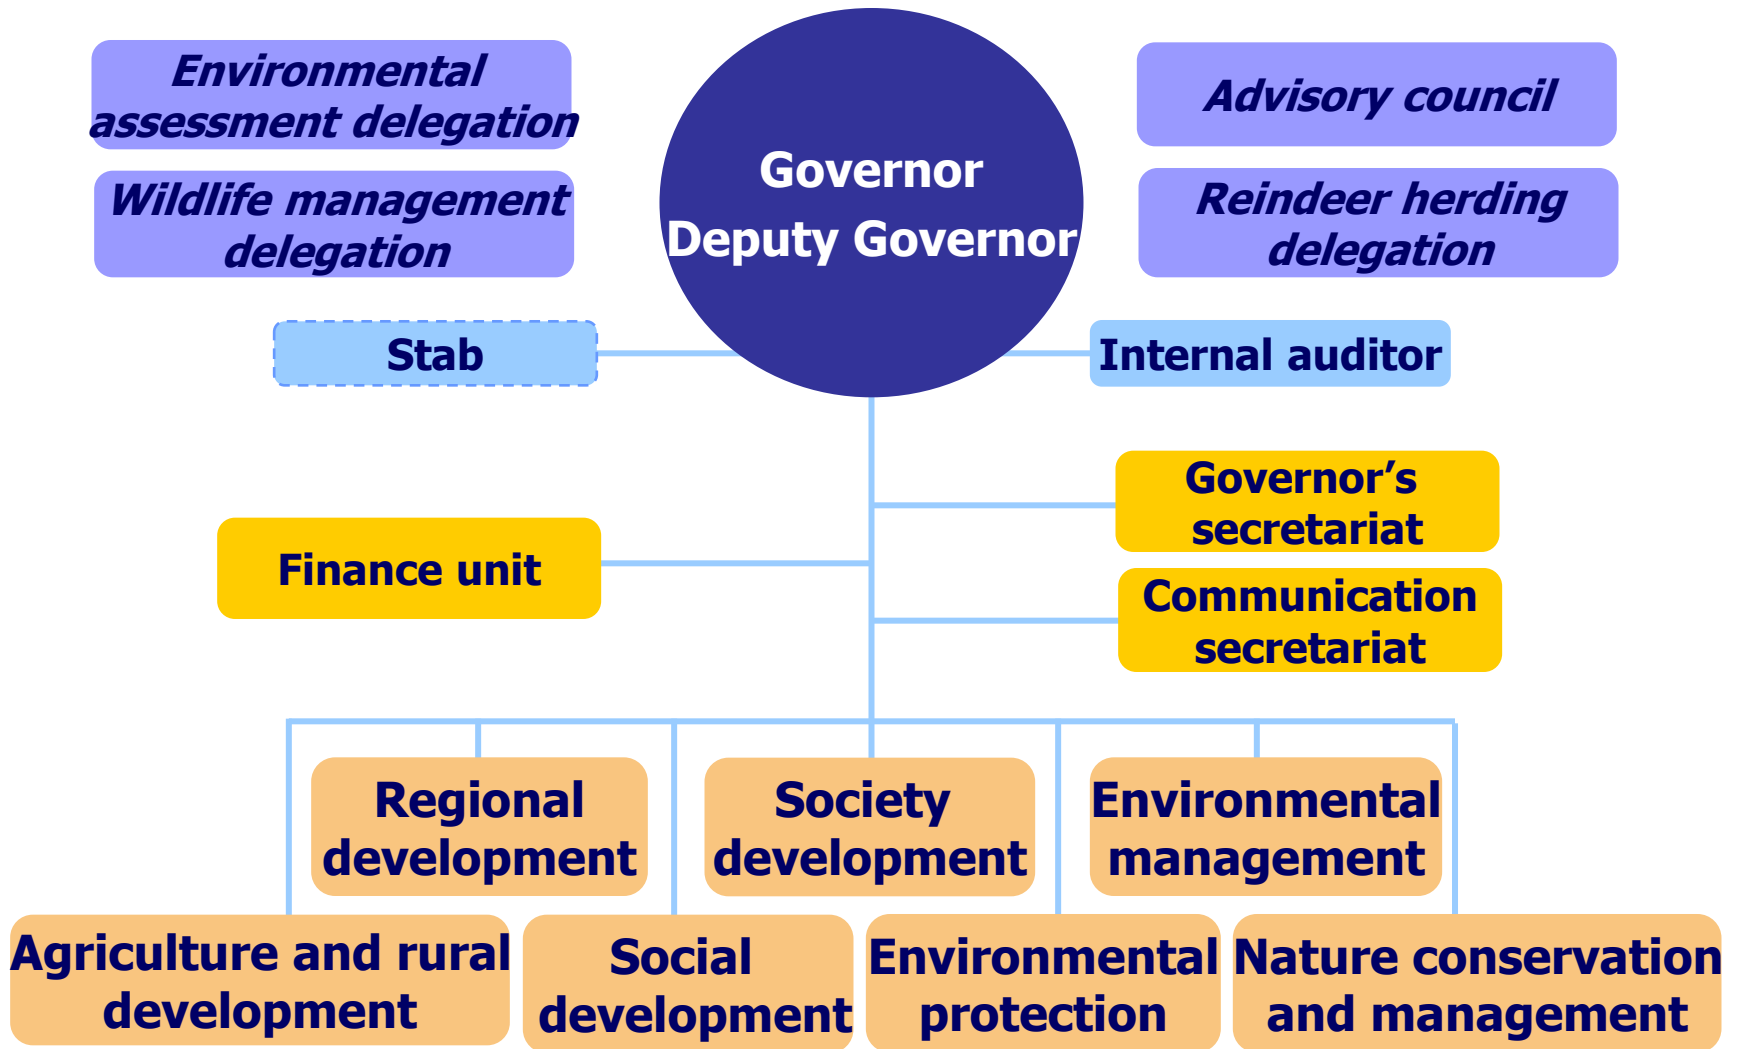 Environmental
assessment delegation
Wildlife management
delegation
Governor
Deputy Governor
Advisory council
Reindeer herding
delegation
Stab
Internal auditor
Governor’s
secretariat
Finance unit
Communication
secretariat
Regional
development
Society
development
Environmental
management
Agriculture and rural
development
Social
development
Environmental
protection
Nature conservation
and management